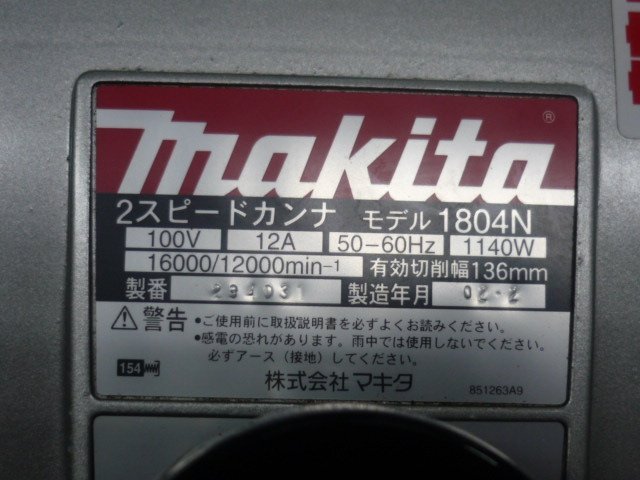 makita®
2スピードカンナ モデル 1804N
100V 12A 50-60Hz 1140W
16000/12000min-1 有効切削幅136mm
製番 294931 製造年月 02-2
⚠警告 •ご使用前に取扱説明書を必ずよくお読みください。
•感電の恐れがあります。雨中では使用しないでください。
必ずアース（接地）してください。
154
株式会社 マキタ
851263A9